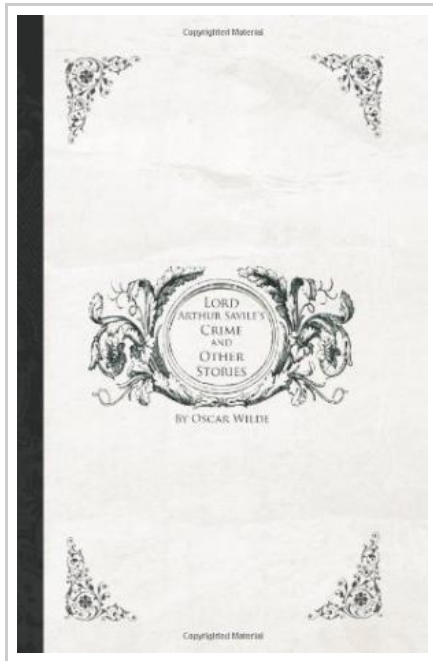 Copyrighted Material
LORD
ARTHUR SAVILE'S
CRIME
AND
OTHER
STORIES
BY OSCAR WILDE
Copyrighted Material